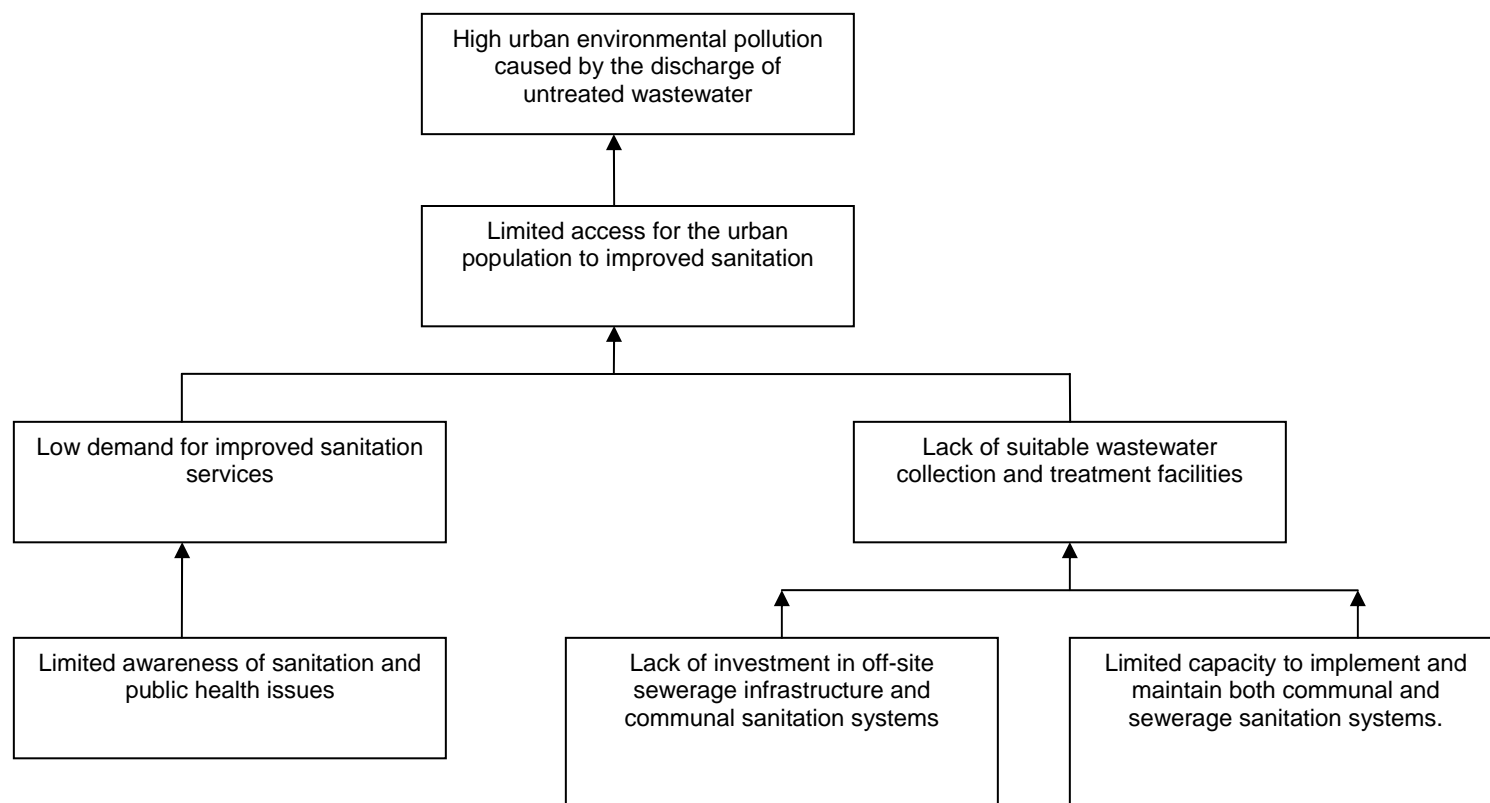 High urban environmental pollution
caused by the discharge of
untreated wastewater
Limited access for the urban
population to improved sanitation
Low demand for improved sanitation
services
Lack of suitable wastewater
collection and treatment facilities
Limited awareness of sanitation and
public health issues
Lack of investment in off-site
sewerage infrastructure and
communal sanitation systems
Limited capacity to implement and
maintain both communal and
sewerage sanitation systems.